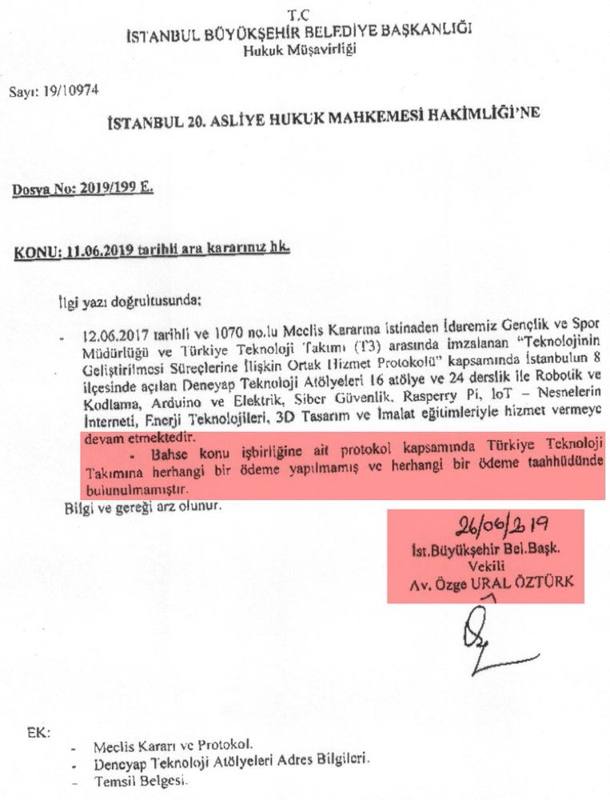 T.C
İSTANBUL BÜYÜKŞEHİR BELEDİYE BAŞKANLIĞI
Hukuk Müşavirliği
Sayı: 19/10974
İSTANBUL 20. ASLİYE HUKUK MAHKEMESİ HAKİMLİĞİ'NE
Dosya No: 2019/199 E.
KONU: 11.06.2019 tarihli ara kararınız hk.
İlgi yazı doğrultusunda;
- 12.06.2017 tarihli ve 1070 no.lu Meclis Kararına istinaden İdaremiz Gençlik ve Spor
Müdürlüğü ve Türkiye Teknoloji Takımı (T3) arasında imzalanan "Teknolojinin
Geliştirilmesi Süreçlerine İlişkin Ortak Hizmet Protokolü" kapsamında İstanbulun 8
ilçesinde açılan Deneyap Teknoloji Atölyeleri 16 atölye ve 24 derslik ile Robotik ve
Kodlama, Arduino ve Elektrik, Siber Güvenlik, Rasperry Pi, IoT – Nesnelerin
İnterneti, Enerji Teknolojileri, 3D Tasarım ve İmalat eğitimleriyle hizmet vermeye
devam etmektedir.
- Bahse konu işbirliğine ait protokol kapsamında Türkiye Teknoloji
Takımına herhangi bir ödeme yapılmamış ve herhangi bir ödeme taahhüdünde
bulunulmamıştır.
Bilgi ve gereği arz olunur.
26/06/2019
İst.Büyükşehir Bel.Başk.
Vekili
Av. Özge URAL ÖZTÜRK
EK:
- Meclis Kararı ve Protokol.
- Deneyap Teknoloji Atölyeleri Adres Bilgileri.
- Temsil Belgesi.